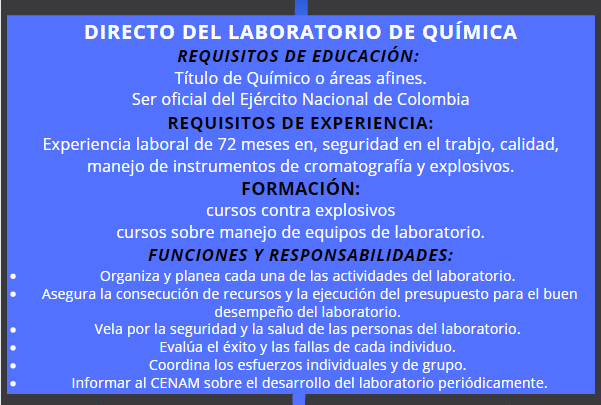 DIRECTO DEL LABORATORIO DE QUÍMICA
REQUISITOS DE EDUCACIÓN:
Título de Químico o áreas afines.
Ser oficial del Ejército Nacional de Colombia
REQUISITOS DE EXPERIENCIA:
Experiencia laboral de 72 meses en, seguridad en el trabjo, calidad,
manejo de instrumentos de cromatografía y explosivos.
FORMACIÓN:
cursos contra explosivos
cursos sobre manejo de equipos de laboratorio.
FUNCIONES Y RESPONSABILIDADES:
• Organiza y planea cada una de las actividades del laboratorio.
• Asegura la consecución de recursos y la ejecución del presupuesto para el buen
desempeño del laboratorio.
• Vela por la seguridad y la salud de las personas del laboratorio.
• Evalúa el éxito y las fallas de cada individuo.
• Coordina los esfuerzos individuales y de grupo.
• Informar al CENAM sobre el desarrollo del laboratorio periódicamente.